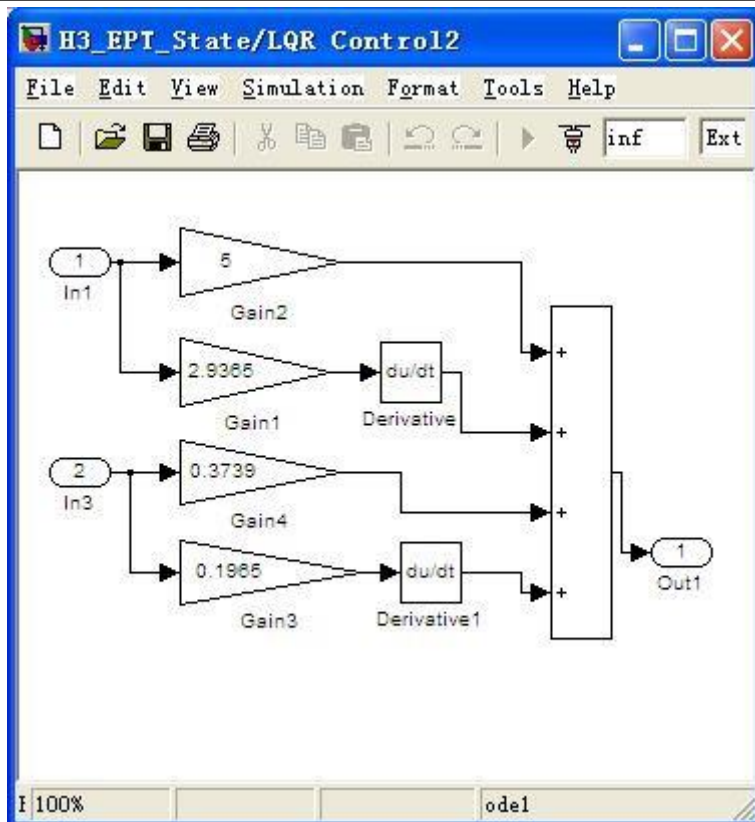 H3_EPT_State/LQR Control2
File Edit View Simulation Format Tools Help
inf Ext
1
In1
5
Gain2
2.9365
Gain1
du/dt
Derivative
+
+
2
In3
0.3739
Gain4
+
0.1965
Gain3
du/dt
Derivative1
+
1
Out1
100% ode1